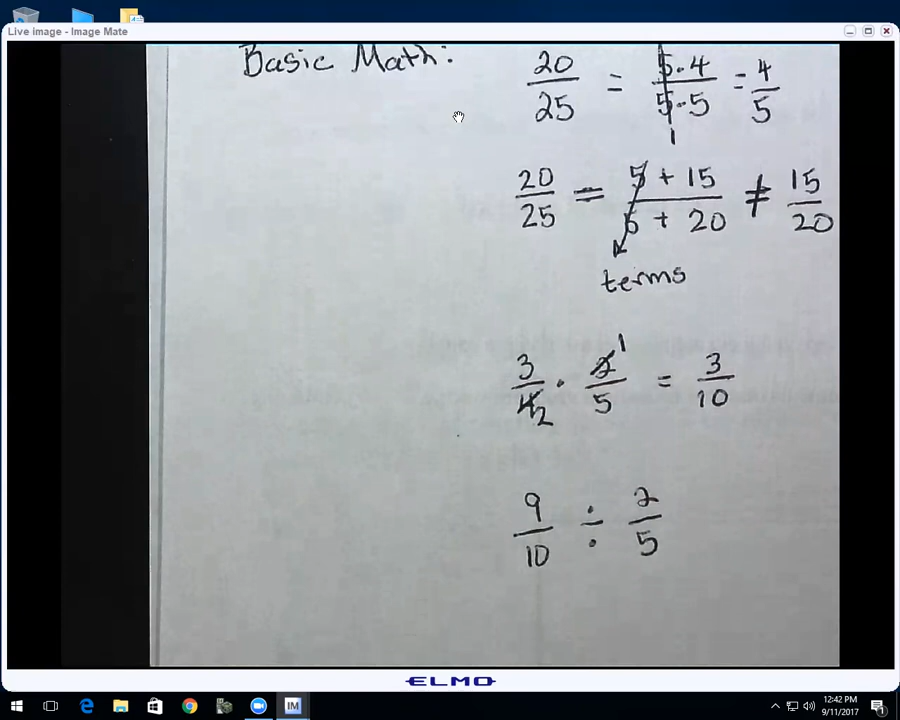 Live image - Image Mate
Basic Math:
20/25 = 5·4/5·5 = 4/5
1
20/25 = 5 + 15/5 + 20 ≠ 15/20
terms
3/4 2 · 2 1/5 = 3/10
9/10 ÷ 2/5
ELMO
IM
12:42 PM
9/11/2017
1